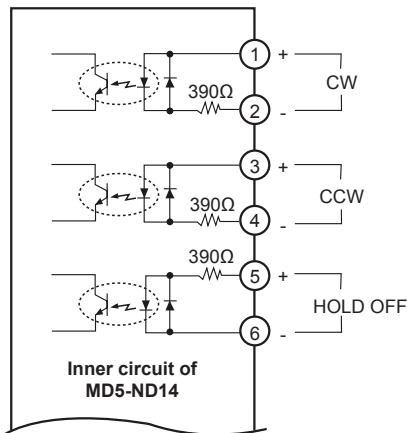 1 +
CW
390Ω
2 -
3 +
CCW
390Ω
4 -
390Ω
5 +
HOLD OFF
6 -
Inner circuit of
MD5-ND14